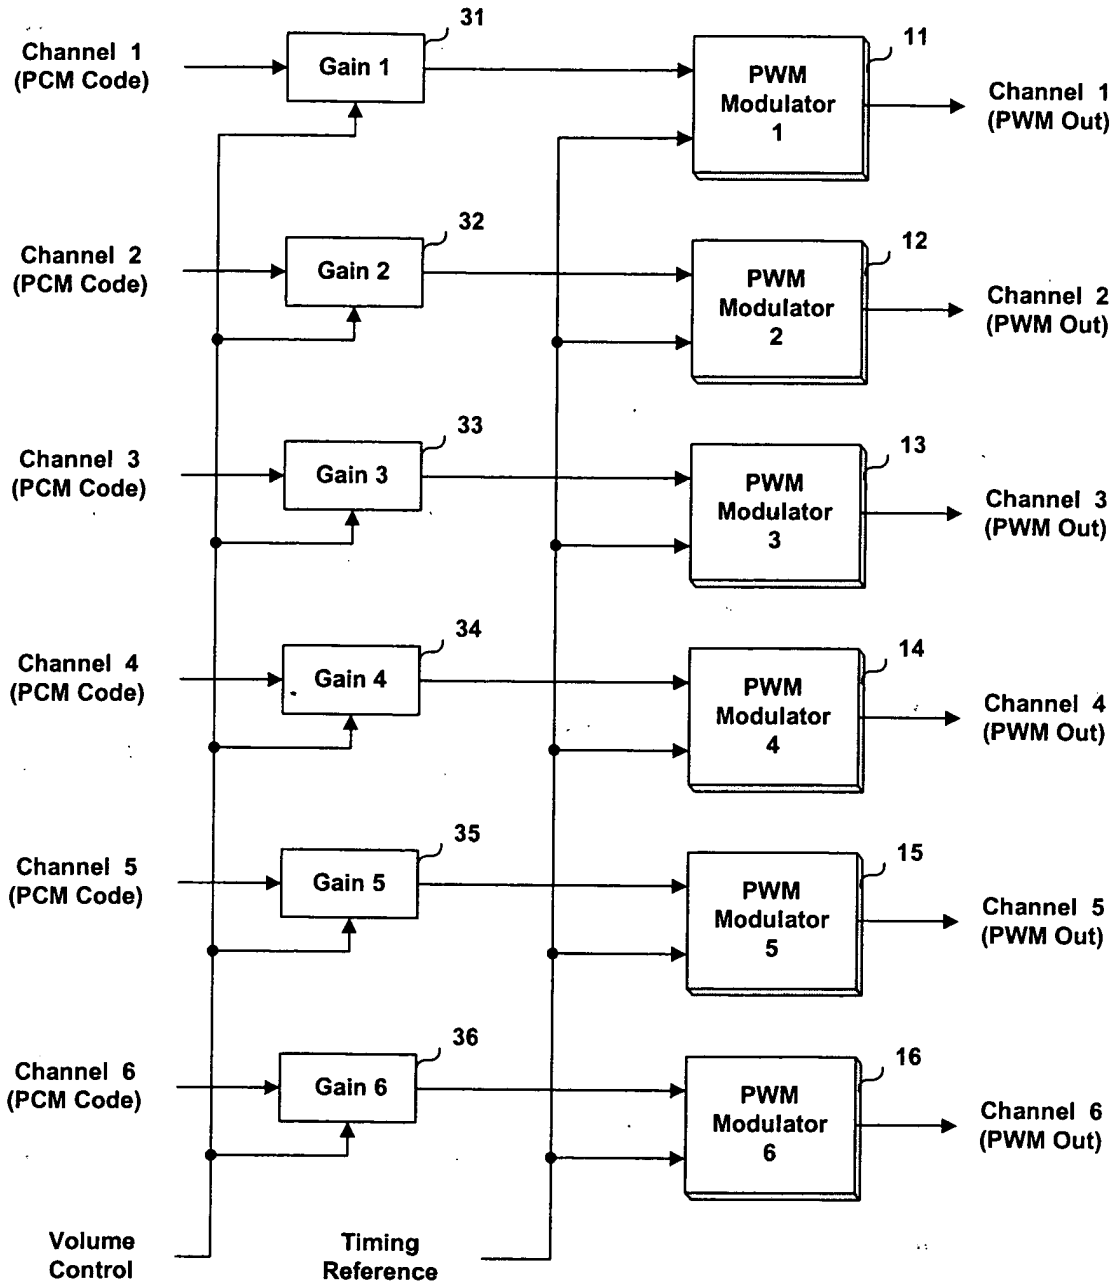 31
11
Channel 1
(PCM Code)
Gain 1
PWM
Modulator
1
Channel 1
(PWM Out)
32
12
Channel 2
(PCM Code)
Gain 2
PWM
Modulator
2
Channel 2
(PWM Out)
33
13
Channel 3
(PCM Code)
Gain 3
PWM
Modulator
3
Channel 3
(PWM Out)
34
14
Channel 4
(PCM Code)
Gain 4
PWM
Modulator
4
Channel 4
(PWM Out)
35
15
Channel 5
(PCM Code)
Gain 5
PWM
Modulator
5
Channel 5
(PWM Out)
36
16
Channel 6
(PCM Code)
Gain 6
PWM
Modulator
6
Channel 6
(PWM Out)
Volume
Control
Timing
Reference